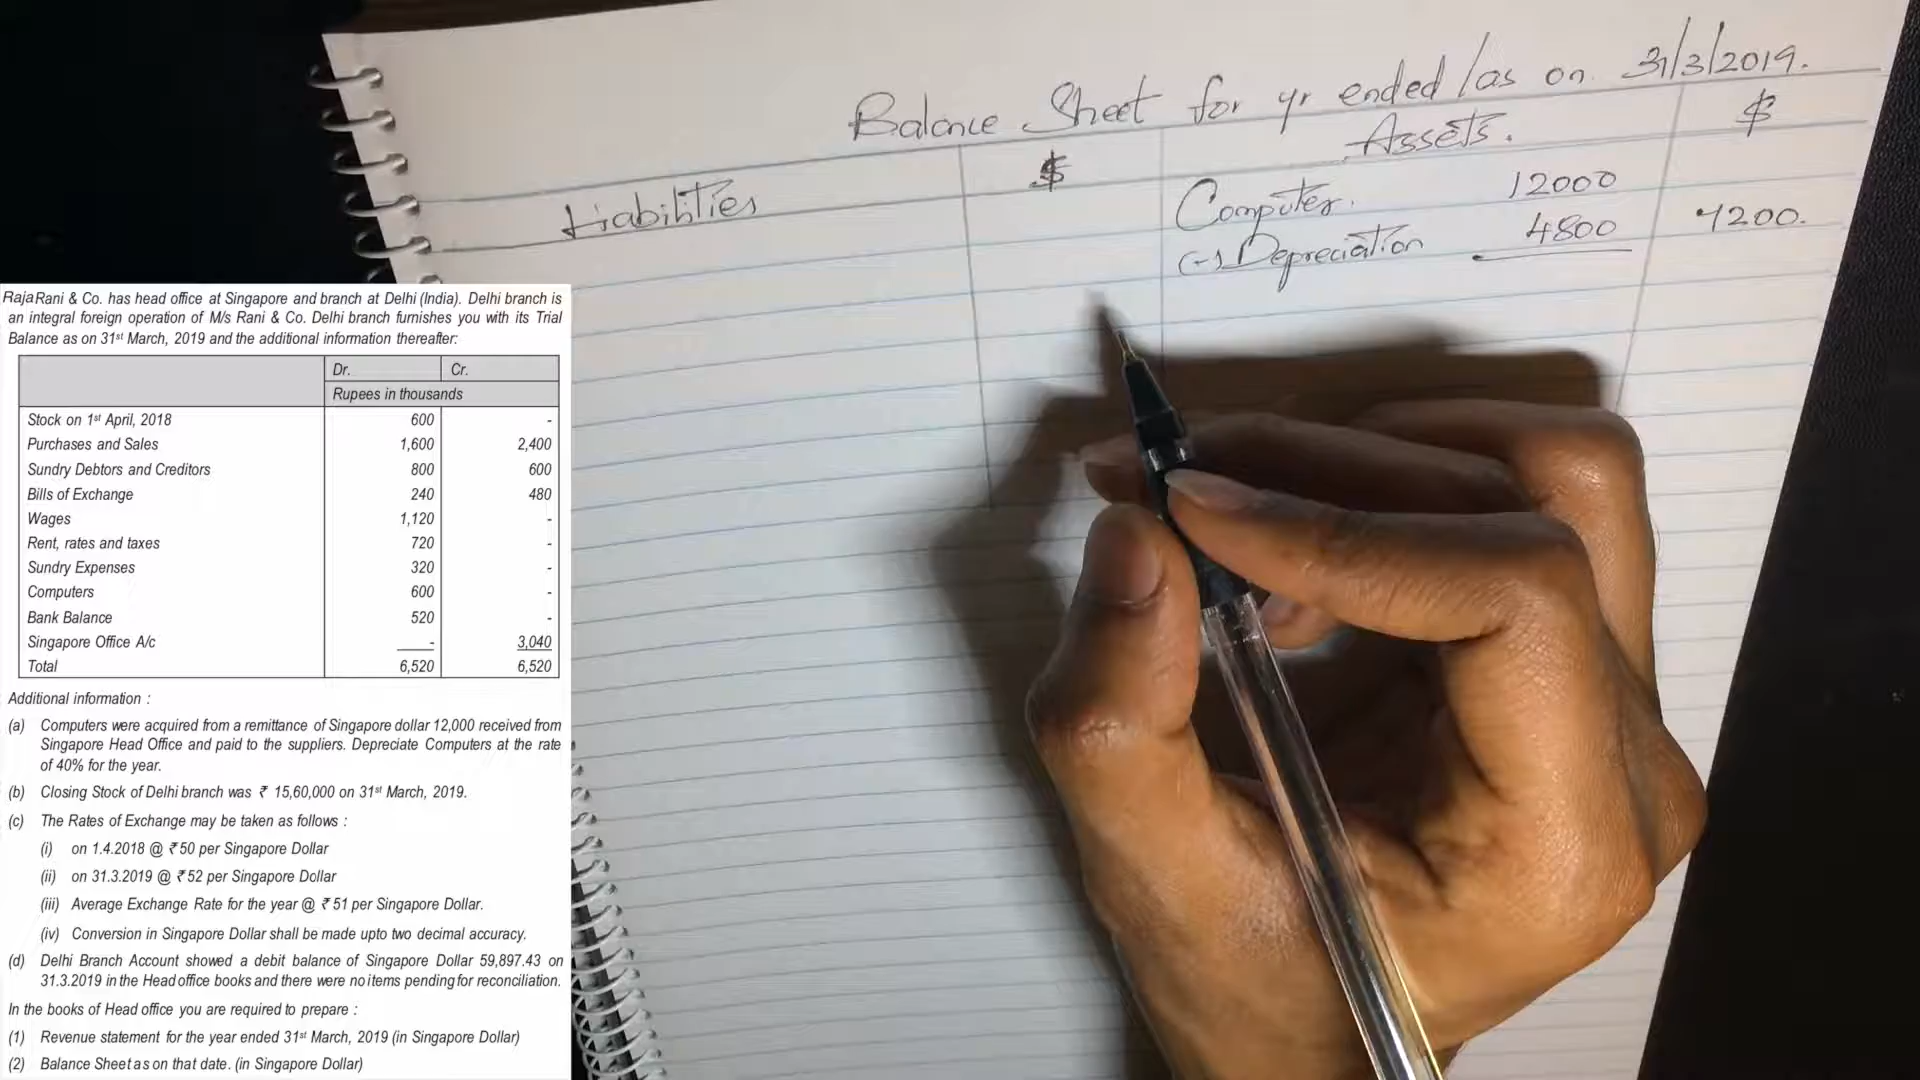 Balance Sheet for yr ended/as on 31/3/2019.
Liabilities $ Assets. $
Computer. 12000
(-) Depreciation 4800 7200.
Raja Rani & Co. has head office at Singapore and branch at Delhi (India). Delhi branch is
an integral foreign operation of M/s Rani & Co. Delhi branch furnishes you with its Trial
Balance as on 31st March, 2019 and the additional information thereafter:
Dr. Cr.
Rupees in thousands
Stock on 1st April, 2018 600 -
Purchases and Sales 1,600 2,400
Sundry Debtors and Creditors 800 600
Bills of Exchange 240 480
Wages 1,120 -
Rent, rates and taxes 720 -
Sundry Expenses 320 -
Computers 600 -
Bank Balance 520 -
Singapore Office A/c - 3,040
Total 6,520 6,520
Additional information :
(a) Computers were acquired from a remittance of Singapore dollar 12,000 received from
Singapore Head Office and paid to the suppliers. Depreciate Computers at the rate
of 40% for the year.
(b) Closing Stock of Delhi branch was ₹ 15,60,000 on 31st March, 2019.
(c) The Rates of Exchange may be taken as follows :
(i) on 1.4.2018 @ ₹ 50 per Singapore Dollar
(ii) on 31.3.2019 @ ₹ 52 per Singapore Dollar
(iii) Average Exchange Rate for the year @ ₹ 51 per Singapore Dollar.
(iv) Conversion in Singapore Dollar shall be made upto two decimal accuracy.
(d) Delhi Branch Account showed a debit balance of Singapore Dollar 59,897.43 on
31.3.2019 in the Head office books and there were no items pending for reconciliation.
In the books of Head office you are required to prepare :
(1) Revenue statement for the year ended 31st March, 2019 (in Singapore Dollar)
(2) Balance Sheet as on that date. (in Singapore Dollar)